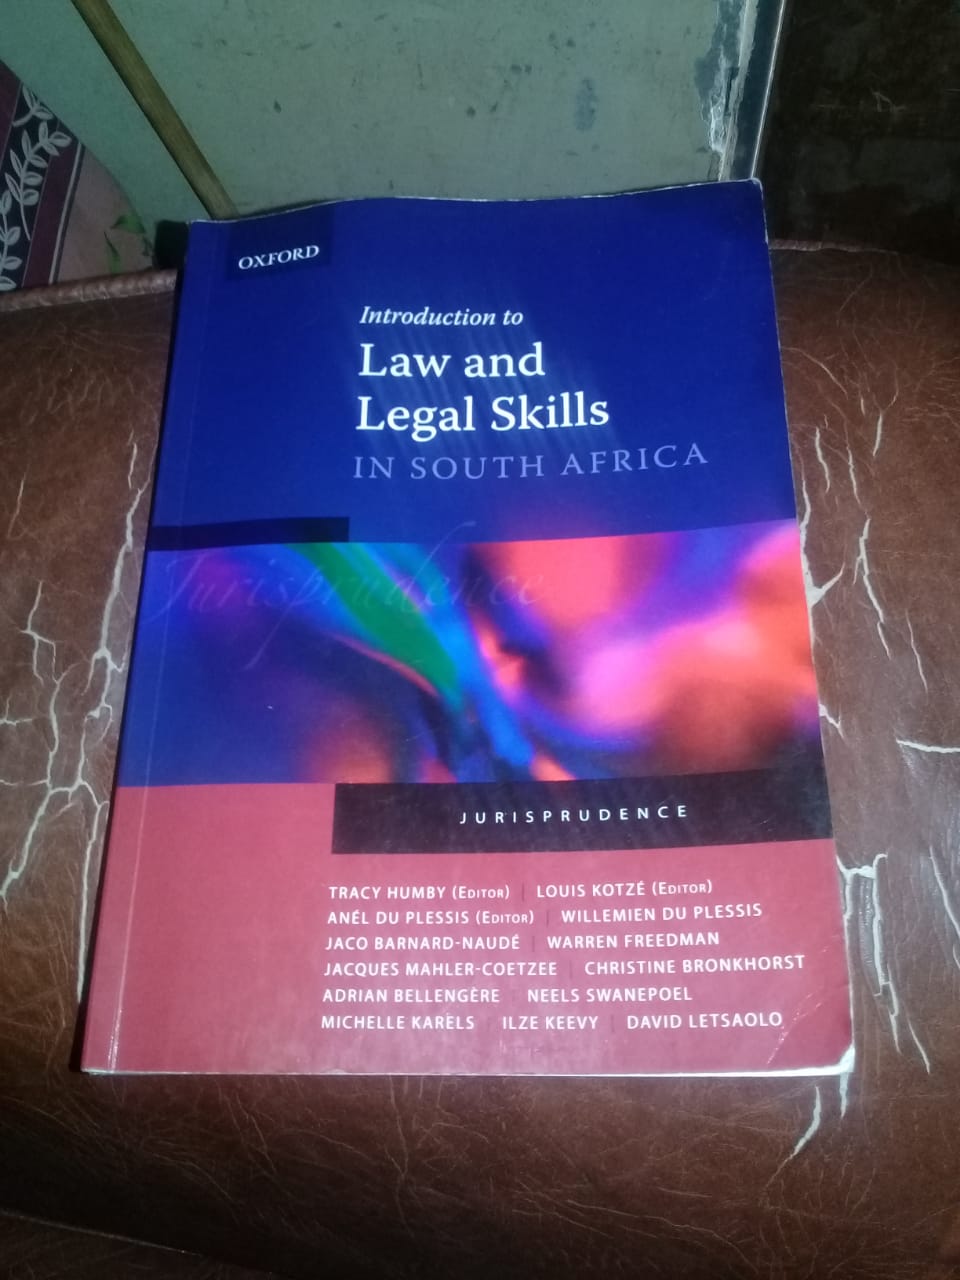 OXFORD
Introduction to
Law and
Legal Skills
IN SOUTH AFRICA
Jurisprudence
JURISPRUDENCE
TRACY HUMBY (EDITOR) | LOUIS KOTZÉ (EDITOR)
ANÉL DU PLESSIS (EDITOR) | WILLEMIEN DU PLESSIS
JACO BARNARD-NAUDÉ | WARREN FREEDMAN
JACQUES MAHLER-COETZEE | CHRISTINE BRONKHORST
ADRIAN BELLENGÈRE | NEELS SWANEPOEL
MICHELLE KARELS | ILZE KEEVY | DAVID LETSAOLO